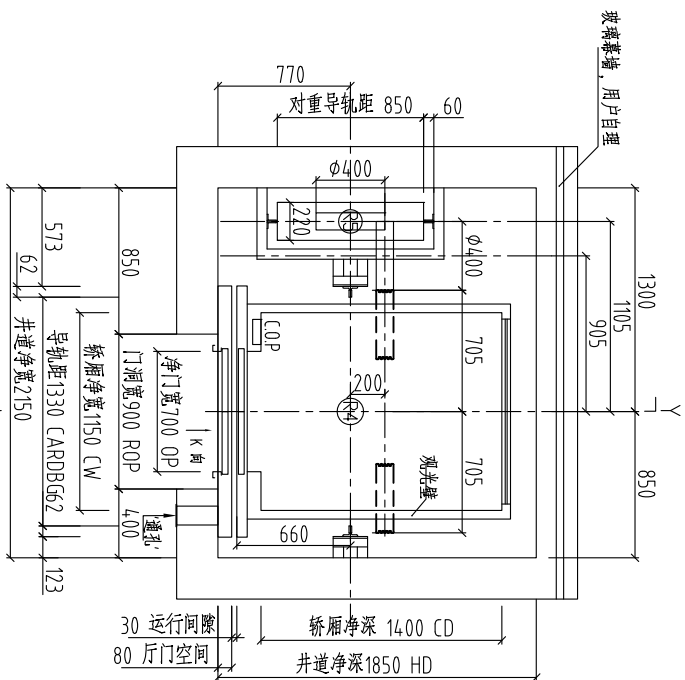 玻璃幕墙，用户自理
770
对重导轨距 850
60
Φ400
220
R5
Φ400
1300
1105
905
Y
850
705
705
200
R4
COP
观光壁
660
573
62
850
井道净宽2150
导轨距1330 CARDBG62
轿厢净宽1150 CW
门洞宽900 ROP
净门宽700 OP
K 向
400
通孔
123
30 运行间隙
80 厅门空间
轿厢净深 1400 CD
井道净深1850 HD